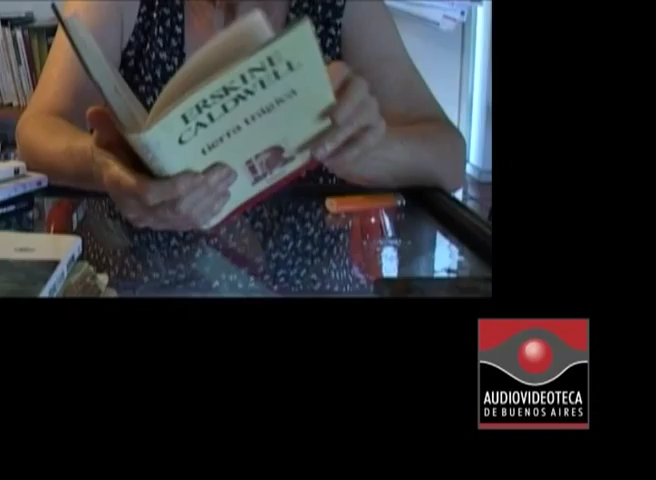 ERSKINE
CALDWELL
tierra trágica
AUDIOVIDEOTECA
DE BUENOS AIRES